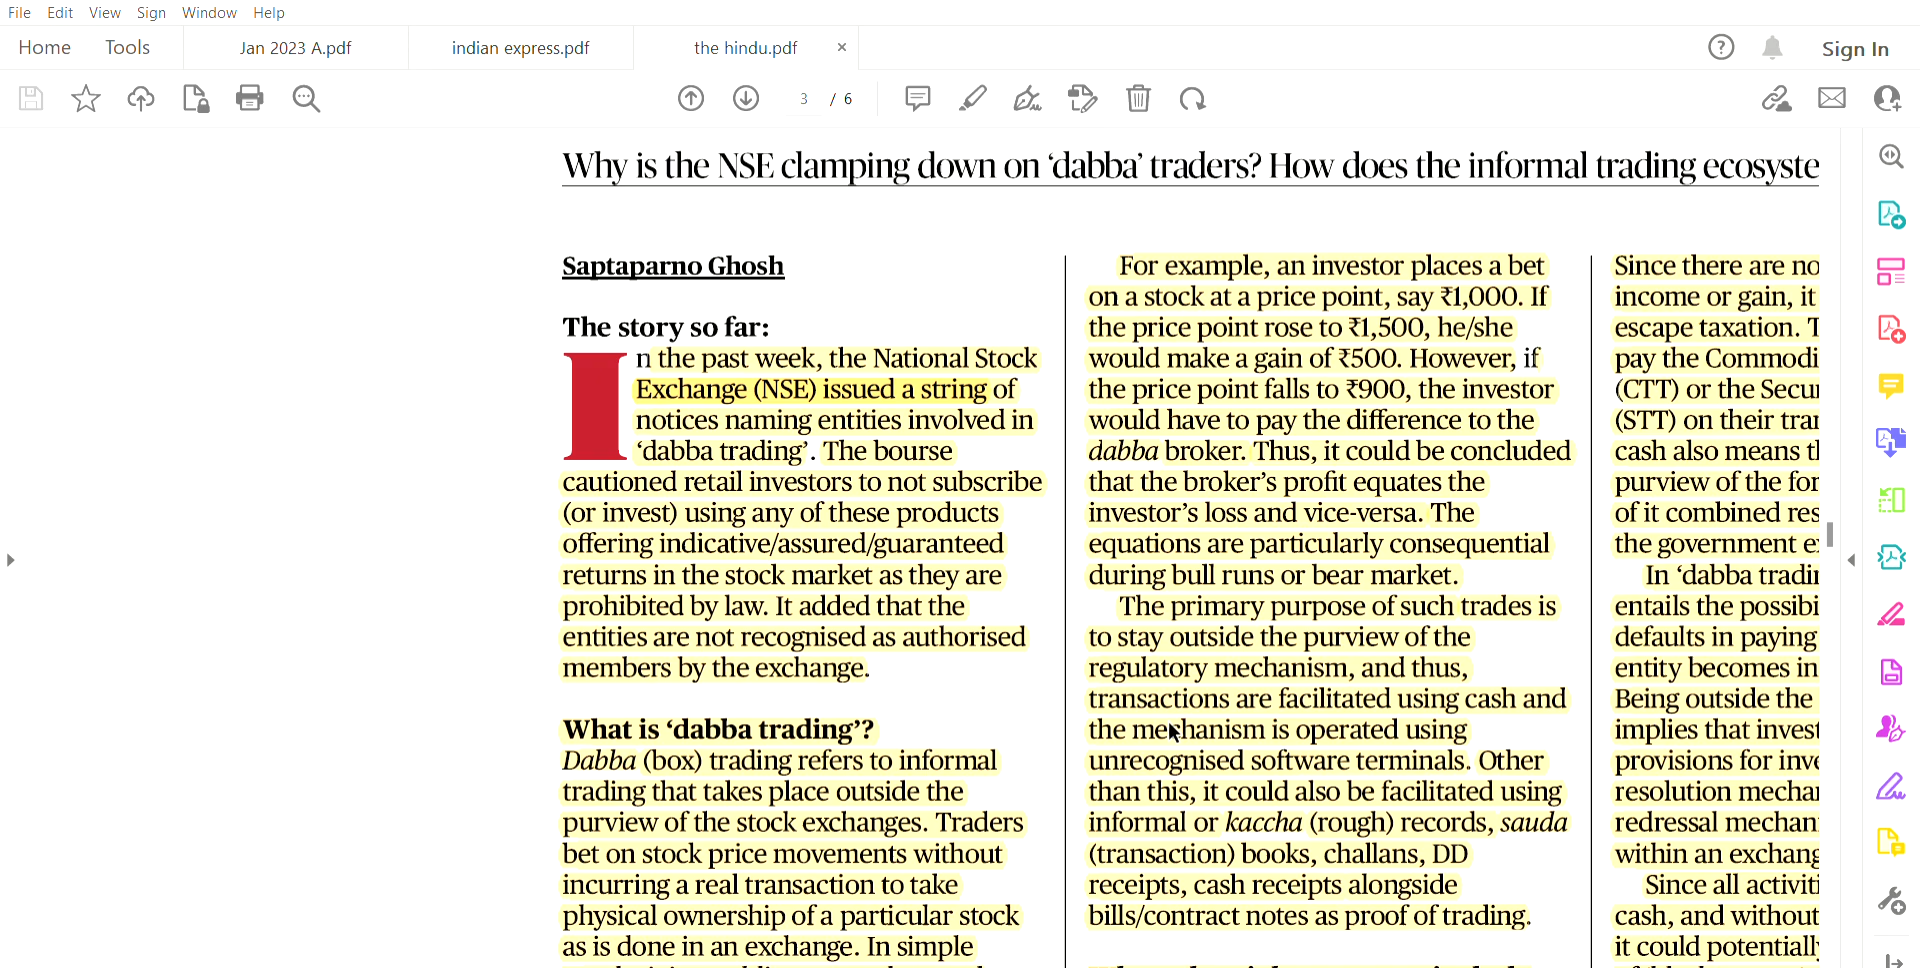 File Edit View Sign Window Help
Home Tools Jan 2023 A.pdf indian express.pdf the hindu.pdf × Sign In
3 / 6
Why is the NSE clamping down on ‘dabba’ traders? How does the informal trading ecosyste
Saptaparno Ghosh
The story so far:
In the past week, the National Stock
Exchange (NSE) issued a string of
notices naming entities involved in
‘dabba trading’. The bourse
cautioned retail investors to not subscribe
(or invest) using any of these products
offering indicative/assured/guaranteed
returns in the stock market as they are
prohibited by law. It added that the
entities are not recognised as authorised
members by the exchange.
What is ‘dabba trading’?
Dabba (box) trading refers to informal
trading that takes place outside the
purview of the stock exchanges. Traders
bet on stock price movements without
incurring a real transaction to take
physical ownership of a particular stock
as is done in an exchange. In simple
For example, an investor places a bet
on a stock at a price point, say ₹1,000. If
the price point rose to ₹1,500, he/she
would make a gain of ₹500. However, if
the price point falls to ₹900, the investor
would have to pay the difference to the
dabba broker. Thus, it could be concluded
that the broker’s profit equates the
investor’s loss and vice-versa. The
equations are particularly consequential
during bull runs or bear market.
The primary purpose of such trades is
to stay outside the purview of the
regulatory mechanism, and thus,
transactions are facilitated using cash and
the mechanism is operated using
unrecognised software terminals. Other
than this, it could also be facilitated using
informal or kaccha (rough) records, sauda
(transaction) books, challans, DD
receipts, cash receipts alongside
bills/contract notes as proof of trading.
Since there are no
income or gain, it
escape taxation. T
pay the Commodi
(CTT) or the Secur
(STT) on their tran
cash also means th
purview of the for
of it combined res
the government e
In ‘dabba tradin
entails the possibi
defaults in paying
entity becomes in
Being outside the
implies that invest
provisions for inve
resolution mechan
redressal mechani
within an exchang
Since all activiti
cash, and without
it could potentially